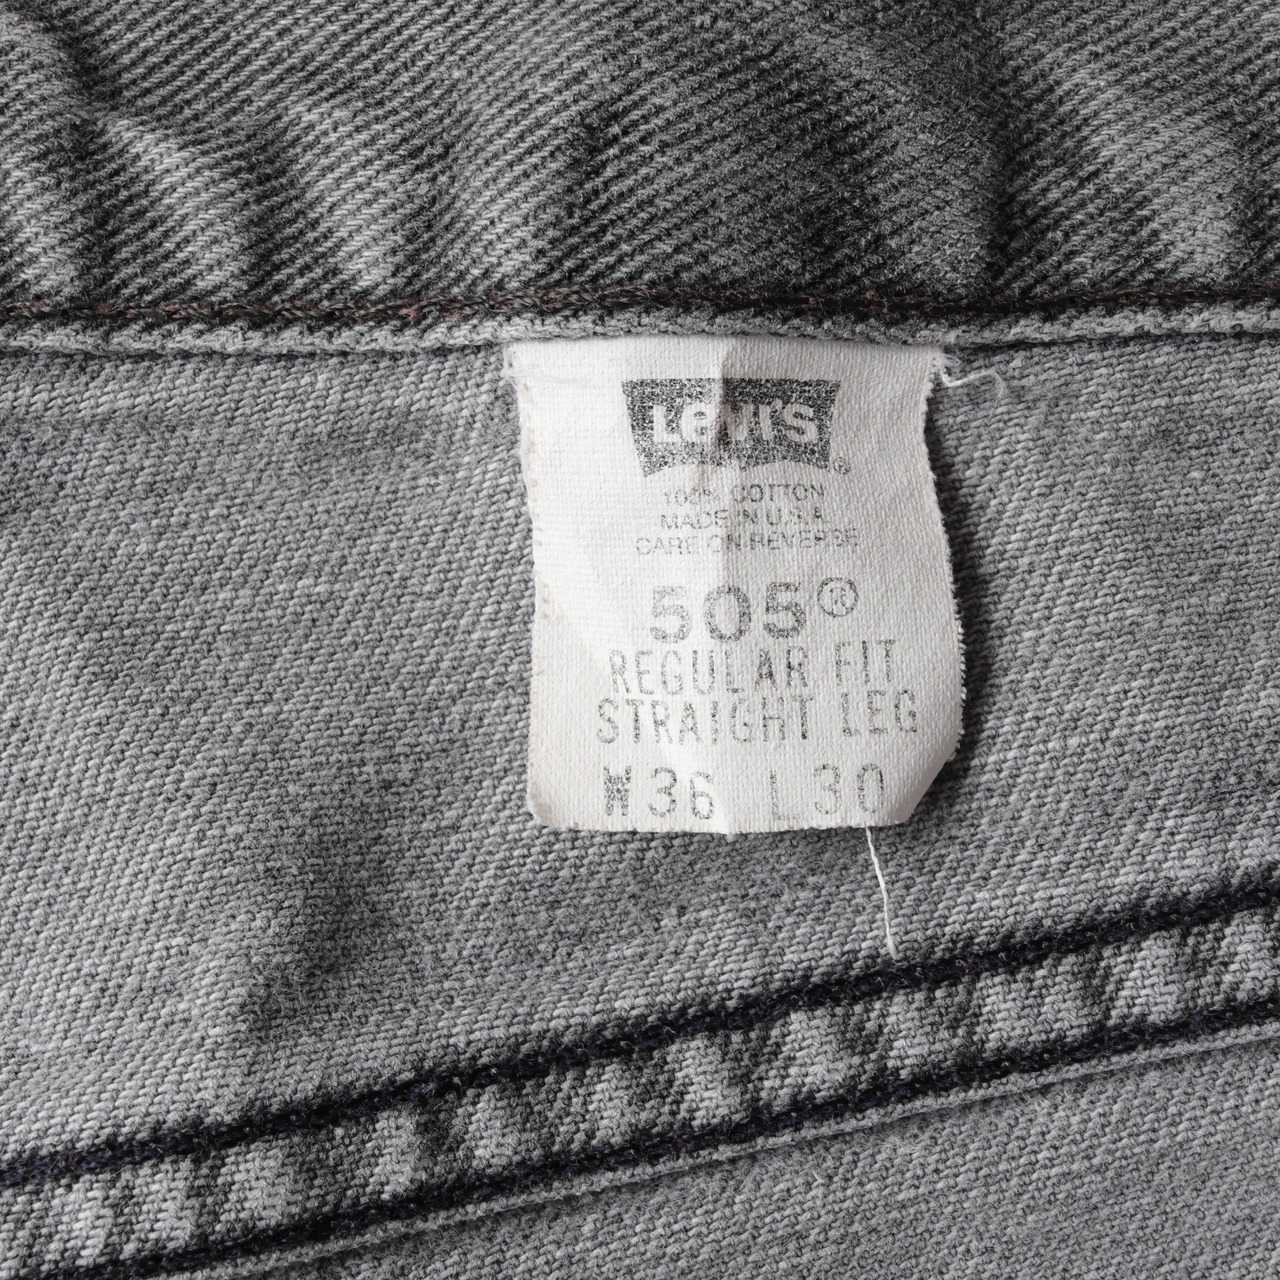 Levi's®
100% COTTON
MADE IN U.S.A.
CARE ON REVERSE
505®
REGULAR FIT
STRAIGHT LEG
W36 L30